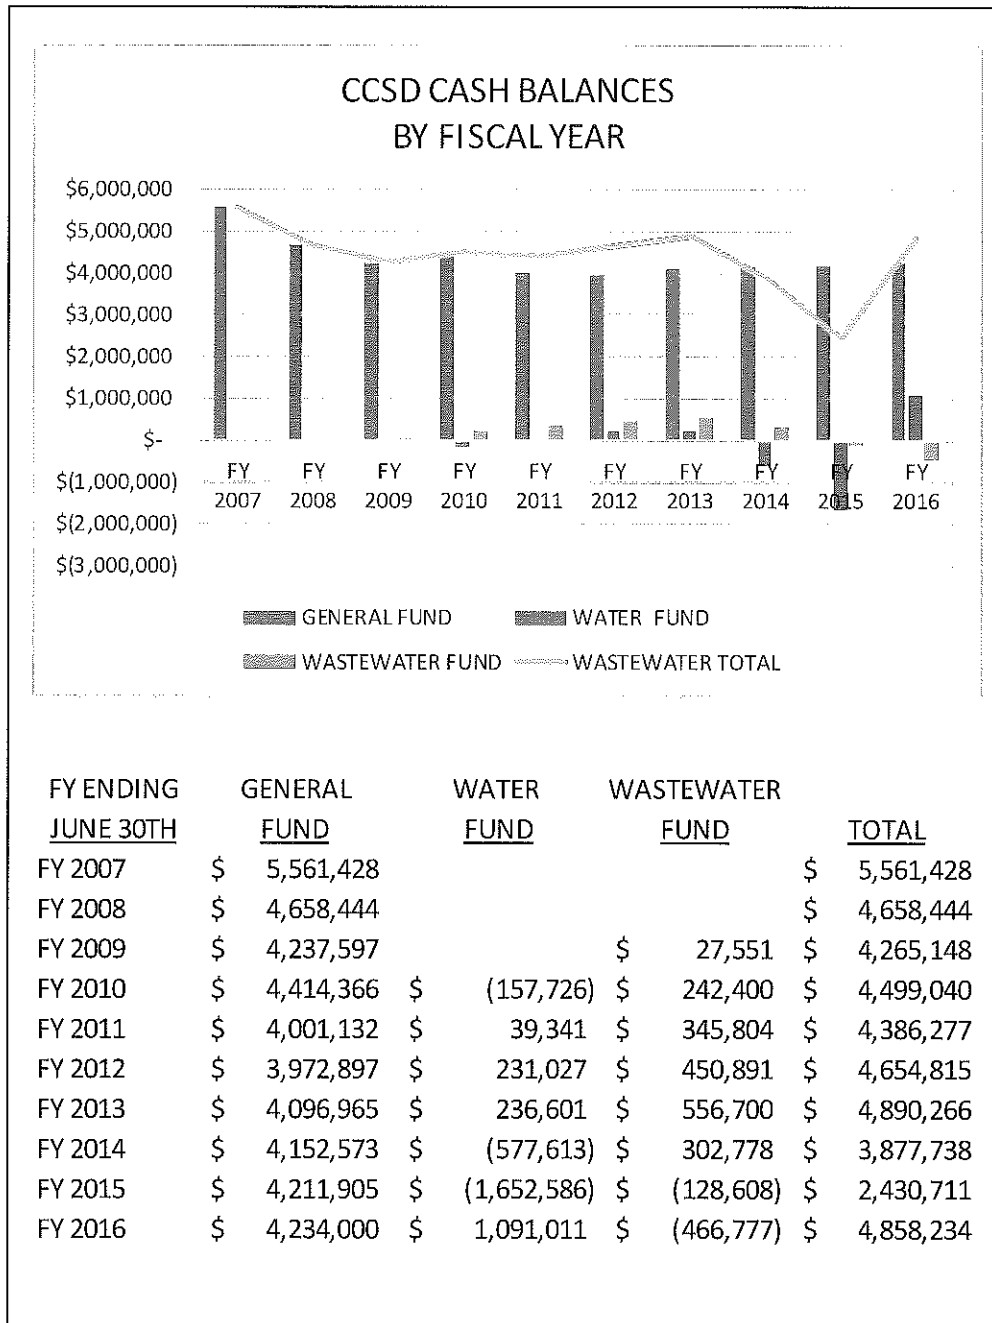 CCSD CASH BALANCES
BY FISCAL YEAR
$6,000,000
$5,000,000
$4,000,000
$3,000,000
$2,000,000
$1,000,000
$-
$(1,000,000)
$(2,000,000)
$(3,000,000)
FY FY FY FY FY FY FY FY FY FY
2007 2008 2009 2010 2011 2012 2013 2014 2015 2016
GENERAL FUND WATER FUND
WASTEWATER FUND WASTEWATER TOTAL
FY ENDING GENERAL WATER WASTEWATER
JUNE 30TH FUND FUND FUND TOTAL
FY 2007 $ 5,561,428 $ 5,561,428
FY 2008 $ 4,658,444 $ 4,658,444
FY 2009 $ 4,237,597 $ 27,551 $ 4,265,148
FY 2010 $ 4,414,366 $ (157,726) $ 242,400 $ 4,499,040
FY 2011 $ 4,001,132 $ 39,341 $ 345,804 $ 4,386,277
FY 2012 $ 3,972,897 $ 231,027 $ 450,891 $ 4,654,815
FY 2013 $ 4,096,965 $ 236,601 $ 556,700 $ 4,890,266
FY 2014 $ 4,152,573 $ (577,613) $ 302,778 $ 3,877,738
FY 2015 $ 4,211,905 $ (1,652,586) $ (128,608) $ 2,430,711
FY 2016 $ 4,234,000 $ 1,091,011 $ (466,777) $ 4,858,234